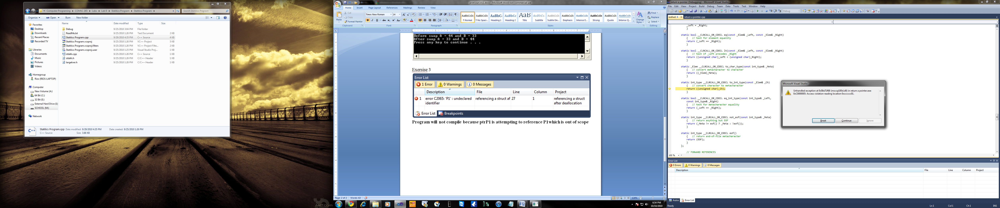 Computer Programing ▸ COMSC 265 ▸ Labs ▸ Lab 9 ▸ Statitics Program ▸ Statitics Program ▸
Search Statitics Program
Organize Open Burn New folder
Favorites
Desktop
Downloads
Recent Places
Recorded TV
Libraries
Documents
Music
Pictures
Videos
Homegroup
Rios (RIOS-LAPTOP)
Computer
New Volume (A:)
64 Bit (C:)
32 Bit (E:)
External Hard Drive (I:)
SCHOOL (M:)
Network
Name Date modified Type Size
Debug 9/25/2010 3:04 PM File folder
ReadMe.txt 9/25/2010 1:26 PM Text Document 2 KB
Statitics Program.cpp 9/29/2010 4:35 PM C++ Source 4 KB
Statitics Program.vcxproj 9/25/2010 1:26 PM VC++ Project 5 KB
Statitics Program.vcxproj.filters 9/25/2010 1:26 PM VC++ Project Filte... 2 KB
Statitics Program.vcxproj.user 9/25/2010 1:25 PM Visual Studio Proj... 1 KB
stdafx.cpp 9/25/2010 1:26 PM C++ Source 1 KB
stdafx.h 9/25/2010 1:26 PM C/C++ Header 1 KB
targetver.h 9/25/2010 1:26 PM C/C++ Header 1 KB
Statitics Program.cpp Date modified: 9/29/2010 4:35 PM Date created: 9/25/2010 1:26 PM
C++ Source Size: 3.66 KB
ART.com
print out 1011.docx - Microsoft Word non-commercial use
Home Insert Page Layout References Mailings Review View
Paste
Cut
Copy
Format Painter
Clipboard
Times New Roman 14
Font
Paragraph
¶ Normal
¶ No Spaci...
Heading 1
Heading 2
Title
Subtitle
Subtle Em...
Emphasis
Intense E...
Strong
Quote
Intense Q...
Change Styles
Styles
Find
Replace
Select
Editing
Before swap A = 44 and B = 33
After swap A = 33 and B = 44
Press any key to continue . . .
Exersise 3
Error List
1 Error 0 Warnings 0 Messages
Description File Line Column Project
1 error C2065: 'P1' : undeclared identifier referencing a struct af 27 1 referencing a struct after deallocation
Error List Breakpoints
Program will not compile because ptrP1 is attempting to reference P1 which is out of scope
Page: 2 of 2 Words: 63
124%
6:54 PM
10/10/2010
return a pointer (Debugging) - Microsoft Visual Studio
File Edit View Project Build Debug Team Data Tools Test Window Help
Debug
iosfwd return a pointer.cpp
_Left = _Right;
}
static bool __CLRCALL_OR_CDECL eq(const _Elem& _Left, const _Elem& _Right)
{ // test for element equality
return (_Left == _Right);
}
static bool __CLRCALL_OR_CDECL lt(const _Elem& _Left, const _Elem& _Right)
{ // test if _Left precedes _Right
return ((unsigned char)_Left < (unsigned char)_Right);
}
static _Elem __CLRCALL_OR_CDECL to_char_type(const int_type& _Meta)
{ // convert metacharacter to character
return ((_Elem)_Meta);
}
static int_type __CLRCALL_OR_CDECL to_int_type(const _Elem& _Ch)
{ // convert character to metacharacter
return ((unsigned char)_Ch);
}
static bool __CLRCALL_OR_CDECL eq_int_type(const int_type& _Left,
const int_type& _Right)
{ // test for metacharacter equality
return (_Left == _Right);
}
static int_type __CLRCALL_OR_CDECL not_eof(const int_type& _Meta)
{ // return anything but EOF
return (_Meta != eof() ? _Meta : !eof());
}
static int_type __CLRCALL_OR_CDECL eof()
{ // return end-of-file metacharacter
return (EOF);
}
};
// FORWARD REFERENCES
100 %
Microsoft Visual Studio
Unhandled exception at 0x58e71f68 (msvcp100d.dll) in return a pointer.exe:
0xC0000005: Access violation reading location 0xcccccc01.
Break Continue Ignore
Error List
0 Errors 0 Warnings 0 Messages
Description File Line Column Project
Autos Error List
Ready Ln 1 Col 1 Ch 1 INS